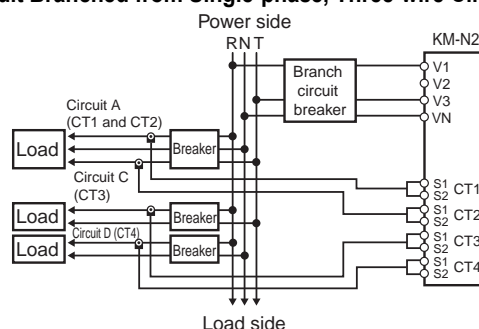 uit Branched from Single-phase, Three-wire Cir
Power side
R N T
KM-N2
Branch
circuit
breaker
V1
V2
V3
VN
Circuit A
(CT1 and CT2)
Load
Breaker
Circuit C
(CT3)
Load
Breaker
Circuit D (CT4)
Load
Breaker
S1
S2
CT1
S1
S2
CT2
S1
S2
CT3
S1
S2
CT4
Load side